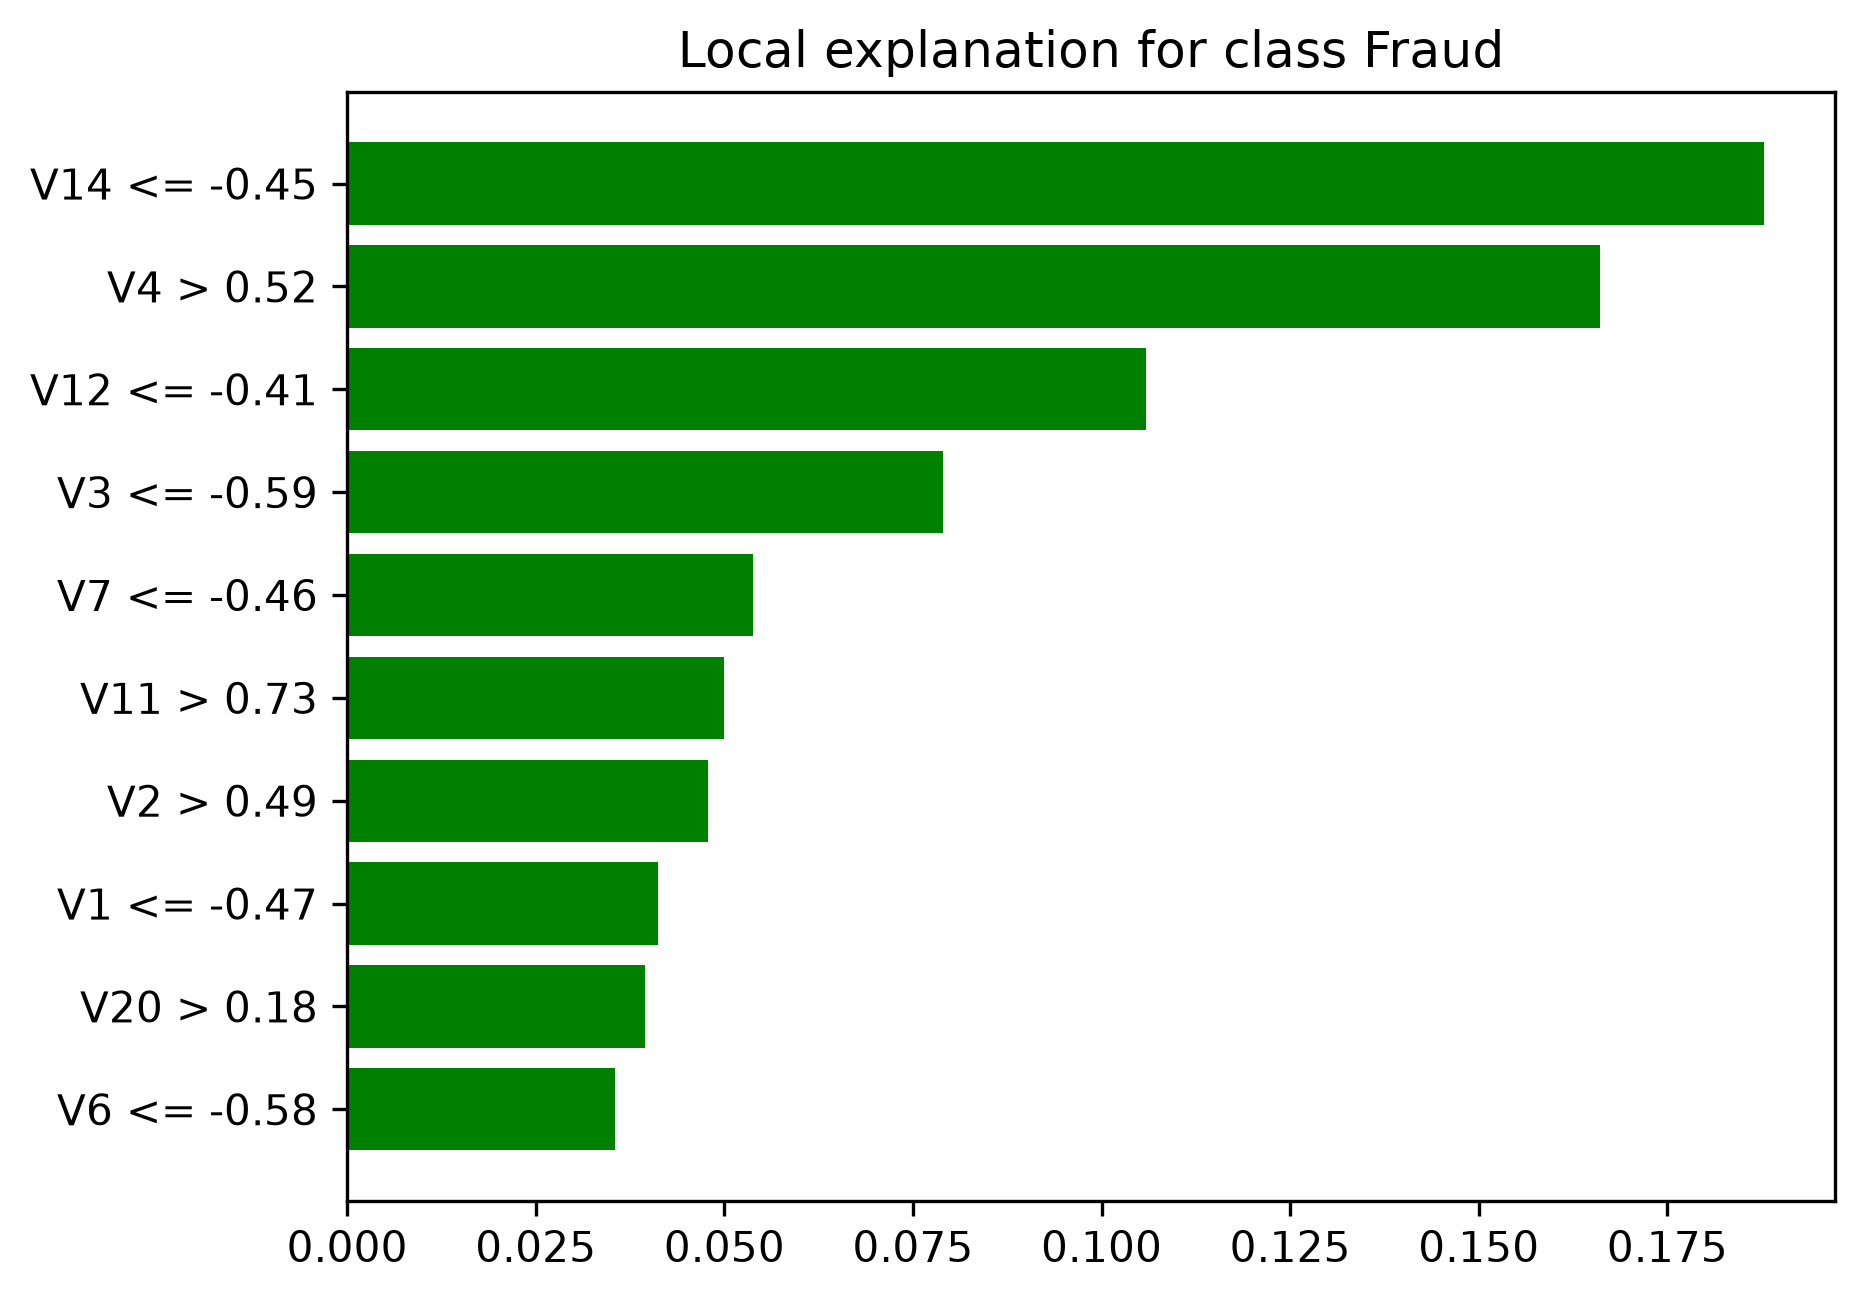 Local explanation for class Fraud
V14 <= -0.45
V4 > 0.52
V12 <= -0.41
V3 <= -0.59
V7 <= -0.46
V11 > 0.73
V2 > 0.49
V1 <= -0.47
V20 > 0.18
V6 <= -0.58
0.000 0.025 0.050 0.075 0.100 0.125 0.150 0.175